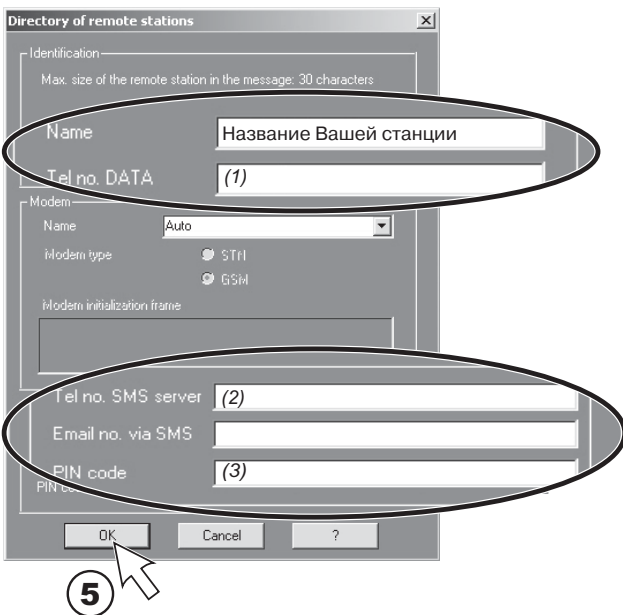 Directory of remote stations
Identification
Max. size of the remote station in the message: 30 characters
Name Название Вашей станции
Tel no. DATA (1)
Modem
Name Auto
Modem type STN
GSM
Modem initialization frame
Tel no. SMS server (2)
Email no. via SMS
PIN code (3)
PIN
OK Cancel ?
5